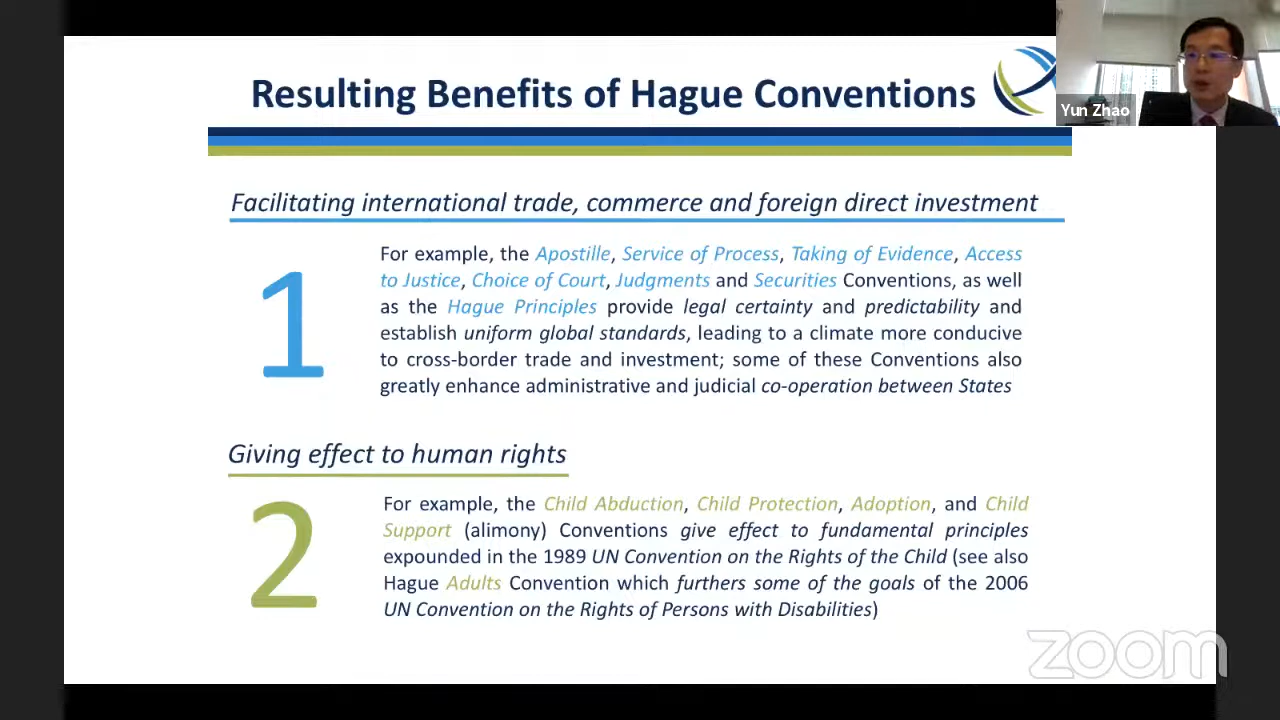 Resulting Benefits of Hague Conventions
Yun Zhao
Facilitating international trade, commerce and foreign direct investment
1
For example, the Apostille, Service of Process, Taking of Evidence, Access
to Justice, Choice of Court, Judgments and Securities Conventions, as well
as the Hague Principles provide legal certainty and predictability and
establish uniform global standards, leading to a climate more conducive
to cross-border trade and investment; some of these Conventions also
greatly enhance administrative and judicial co-operation between States
Giving effect to human rights
2
For example, the Child Abduction, Child Protection, Adoption, and Child
Support (alimony) Conventions give effect to fundamental principles
expounded in the 1989 UN Convention on the Rights of the Child (see also
Hague Adults Convention which furthers some of the goals of the 2006
UN Convention on the Rights of Persons with Disabilities)
zoom